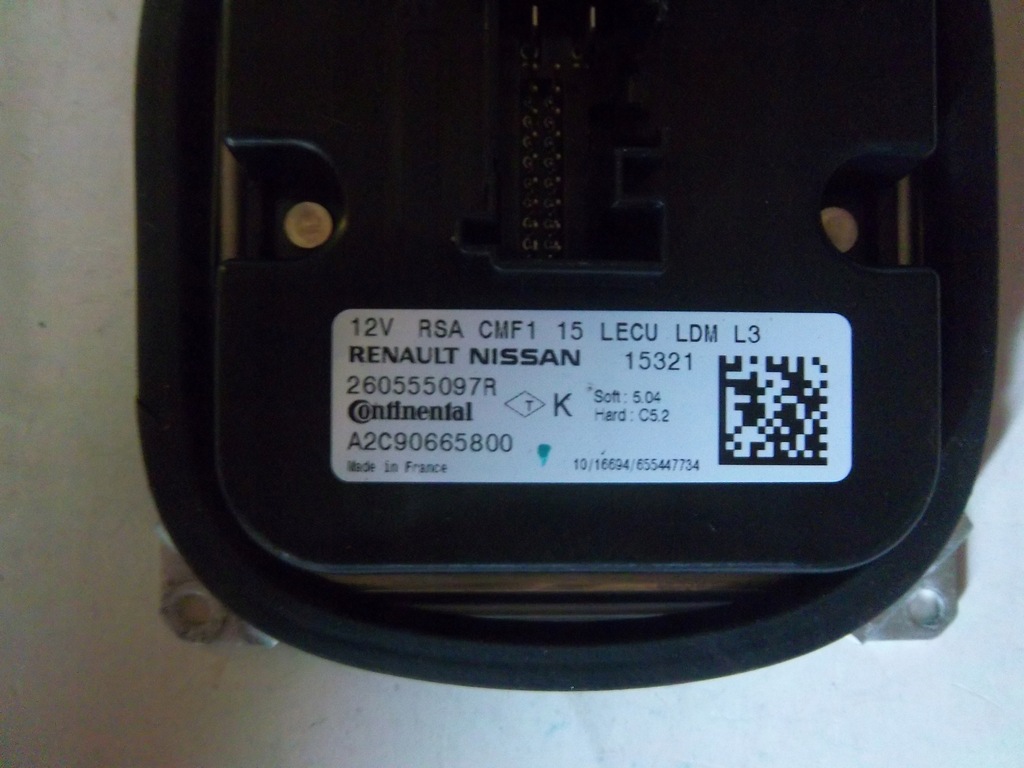 12V RSA CMF1 15 LECU LDM L3
RENAULT NISSAN 15321
260555097R
Continental T K Soft : 5.04
Hard : C5.2
A2C90665800
Made in France 10/16694/655447734